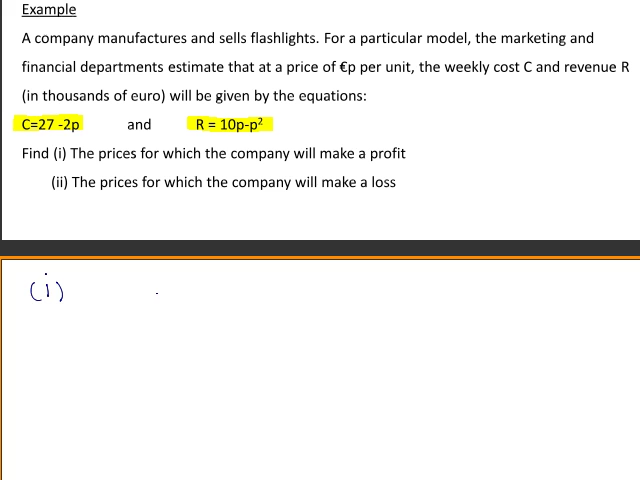 Example
A company manufactures and sells flashlights. For a particular model, the marketing and
financial departments estimate that at a price of €p per unit, the weekly cost C and revenue R
(in thousands of euro) will be given by the equations:
C=27 -2p and R = 10p-p²
Find (i) The prices for which the company will make a profit
(ii) The prices for which the company will make a loss
(i)